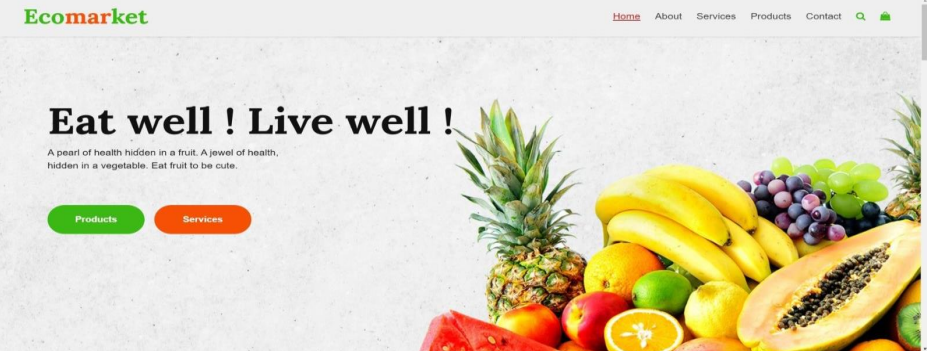 Ecomarket
Home About Services Products Contact
Eat well ! Live well !
A pearl of health hidden in a fruit. A jewel of health,
hidden in a vegetable. Eat fruit to be cute.
Products Services